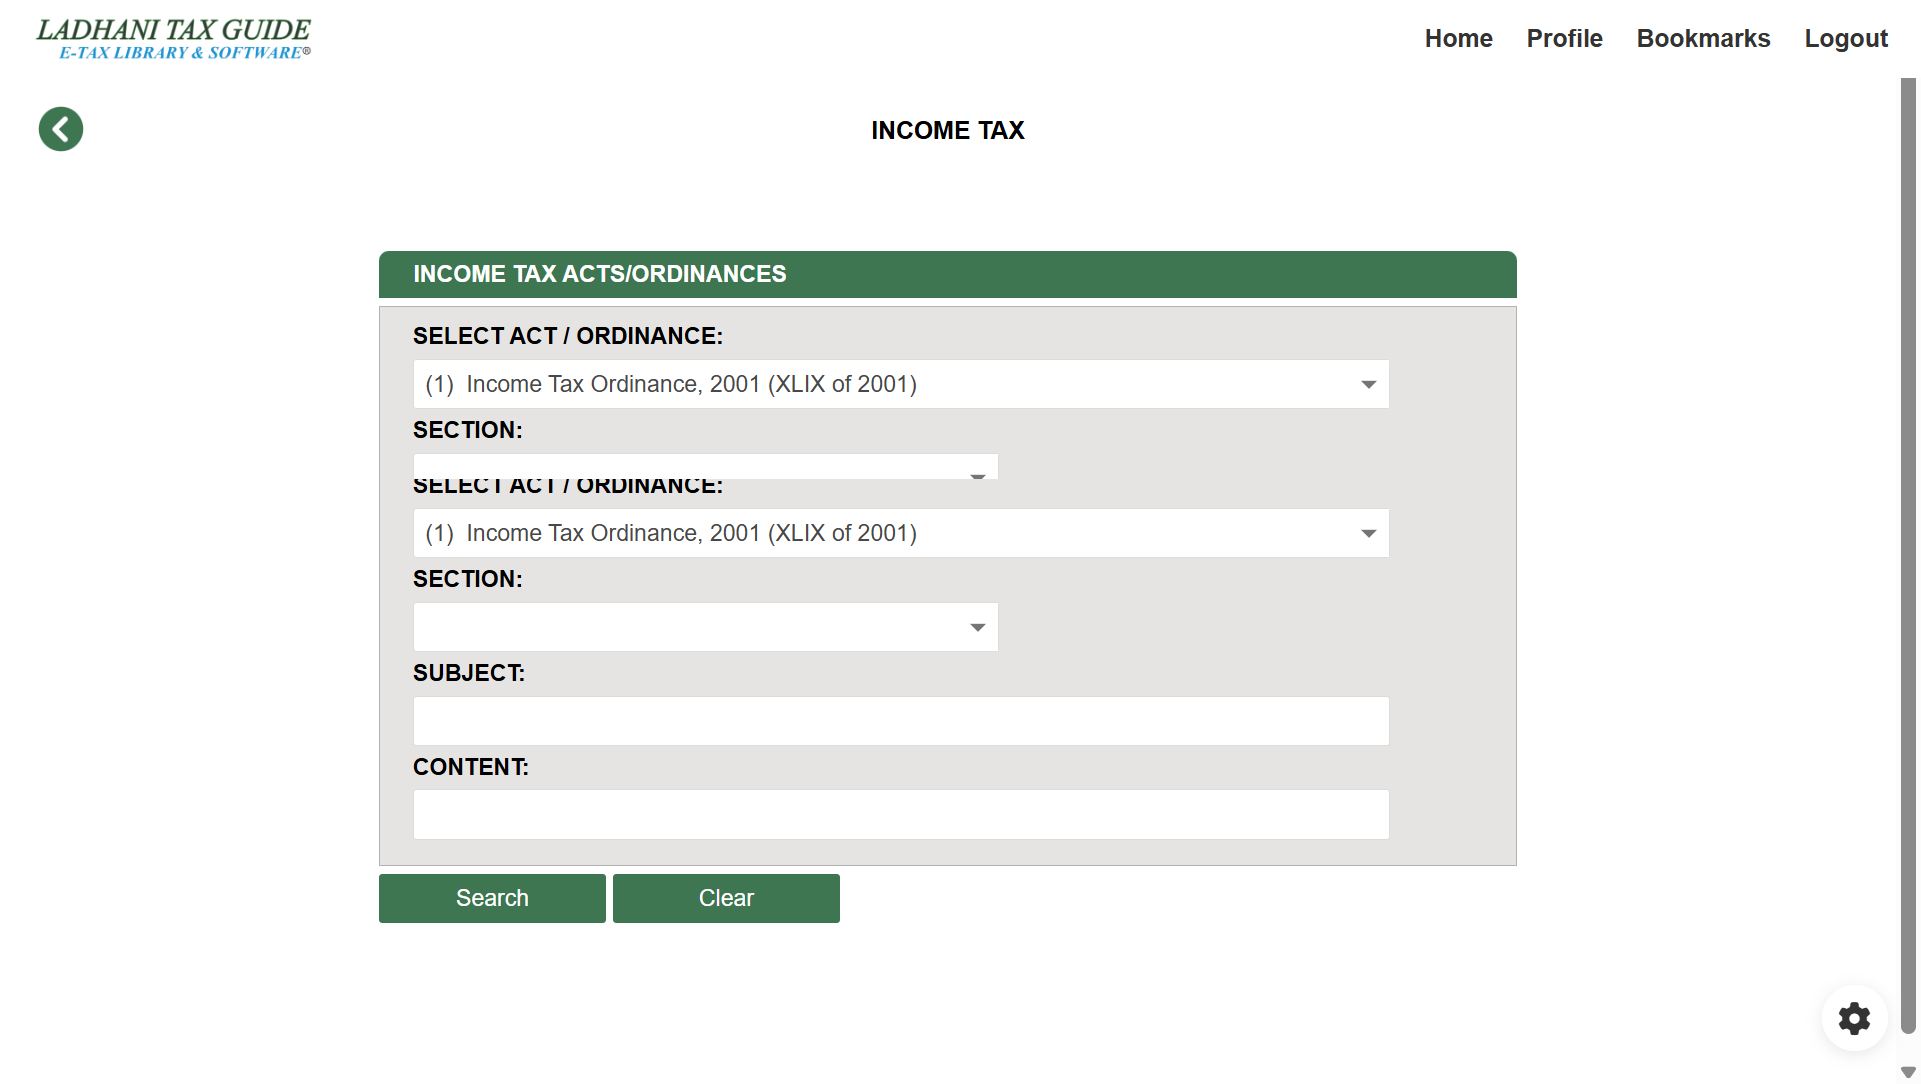 LADHANI TAX GUIDE
E-TAX LIBRARY & SOFTWARE®
Home Profile Bookmarks Logout
INCOME TAX
INCOME TAX ACTS/ORDINANCES
SELECT ACT / ORDINANCE:
(1) Income Tax Ordinance, 2001 (XLIX of 2001)
SECTION:
SELECT ACT / ORDINANCE:
(1) Income Tax Ordinance, 2001 (XLIX of 2001)
SECTION:
SUBJECT:
CONTENT:
Search Clear